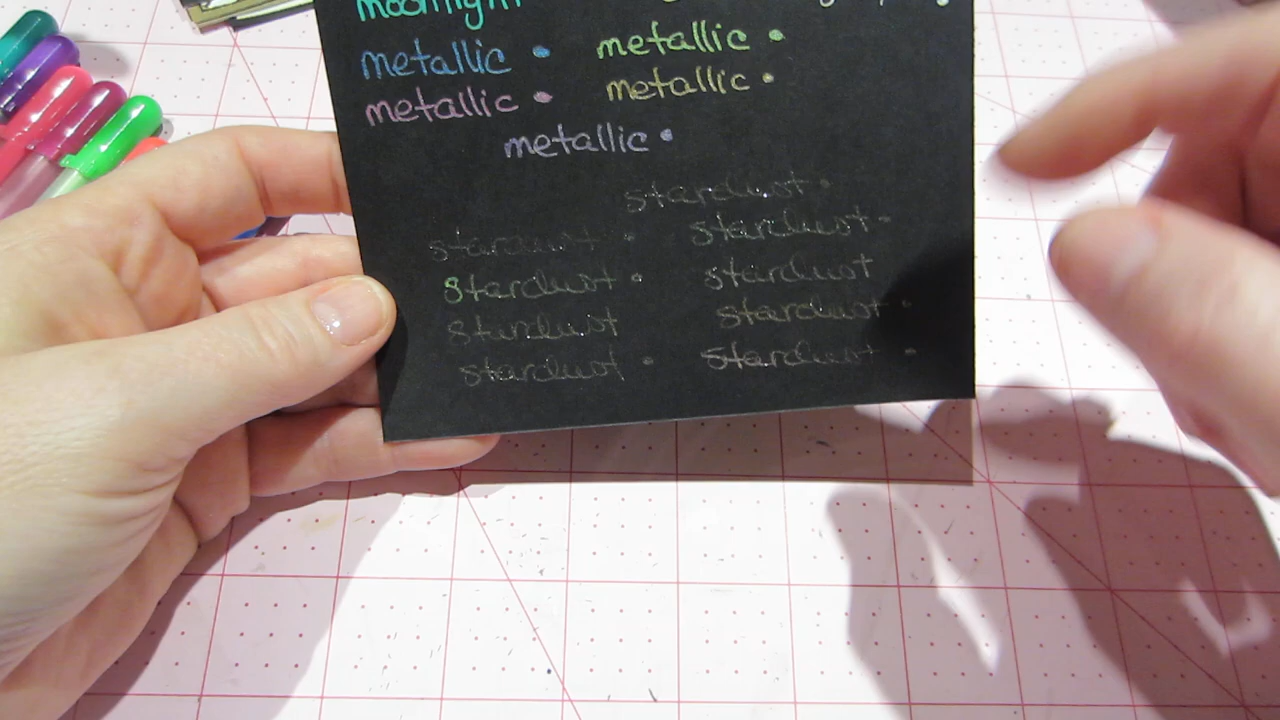 moonlight
metallic • metallic •
metallic • metallic •
metallic •
stardust •
stardust • stardust •
stardust • stardust
stardust stardust •
stardust • stardust •